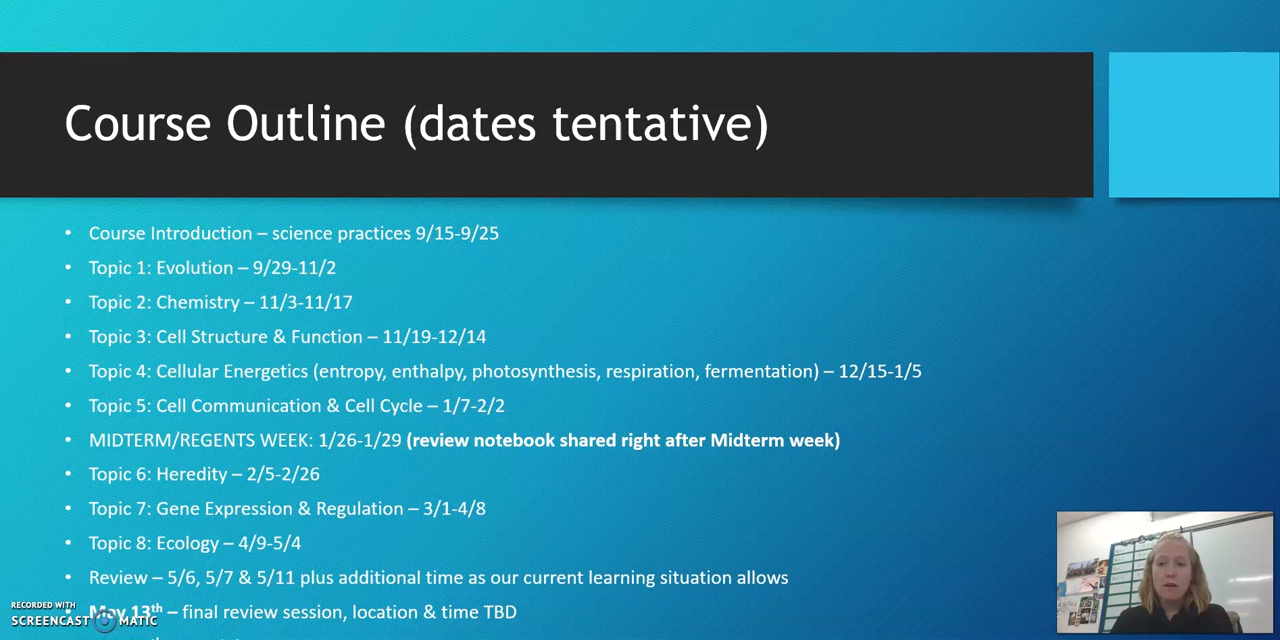 Course Outline (dates tentative)
• Course Introduction – science practices 9/15-9/25
• Topic 1: Evolution – 9/29-11/2
• Topic 2: Chemistry – 11/3-11/17
• Topic 3: Cell Structure & Function – 11/19-12/14
• Topic 4: Cellular Energetics (entropy, enthalpy, photosynthesis, respiration, fermentation) – 12/15-1/5
• Topic 5: Cell Communication & Cell Cycle – 1/7-2/2
• MIDTERM/REGENTS WEEK: 1/26-1/29 (review notebook shared right after Midterm week)
• Topic 6: Heredity – 2/5-2/26
• Topic 7: Gene Expression & Regulation – 3/1-4/8
• Topic 8: Ecology – 4/9-5/4
• Review – 5/6, 5/7 & 5/11 plus additional time as our current learning situation allows
• May 13th – final review session, location & time TBD
RECORDED WITH
SCREENCAST MATIC